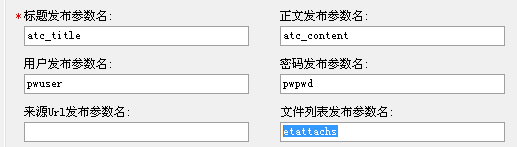 *标题发布参数名: 正文发布参数名:
atc_title atc_content
用户发布参数名: 密码发布参数名:
pwuser pwpwd
来源Url发布参数名: 文件列表发布参数名:
etattachs